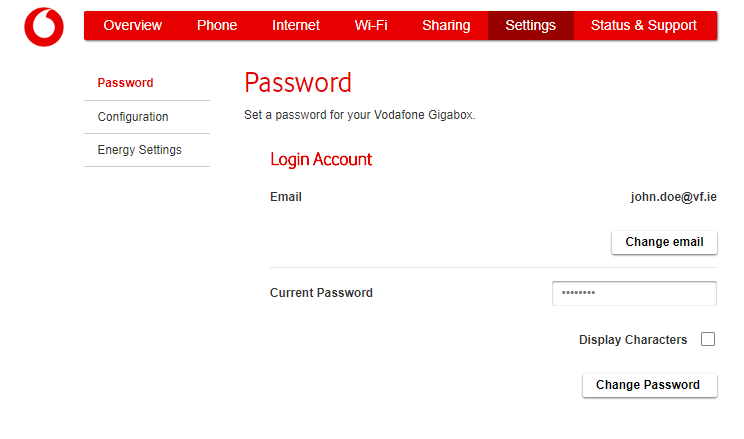 Overview Phone Internet Wi-Fi Sharing Settings Status & Support
Password
Configuration
Energy Settings
Password
Set a password for your Vodafone Gigabox.
Login Account
Email john.doe@vf.ie
Change email
Current Password ••••••••
Display Characters
Change Password